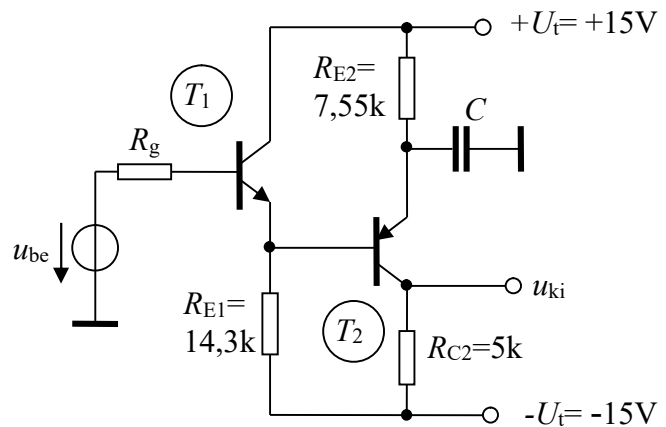 +Ut= +15V
RE2=
7,55k
T1
C
Rg
ube
RE1=
14,3k
T2
uki
RC2=5k
-Ut= -15V